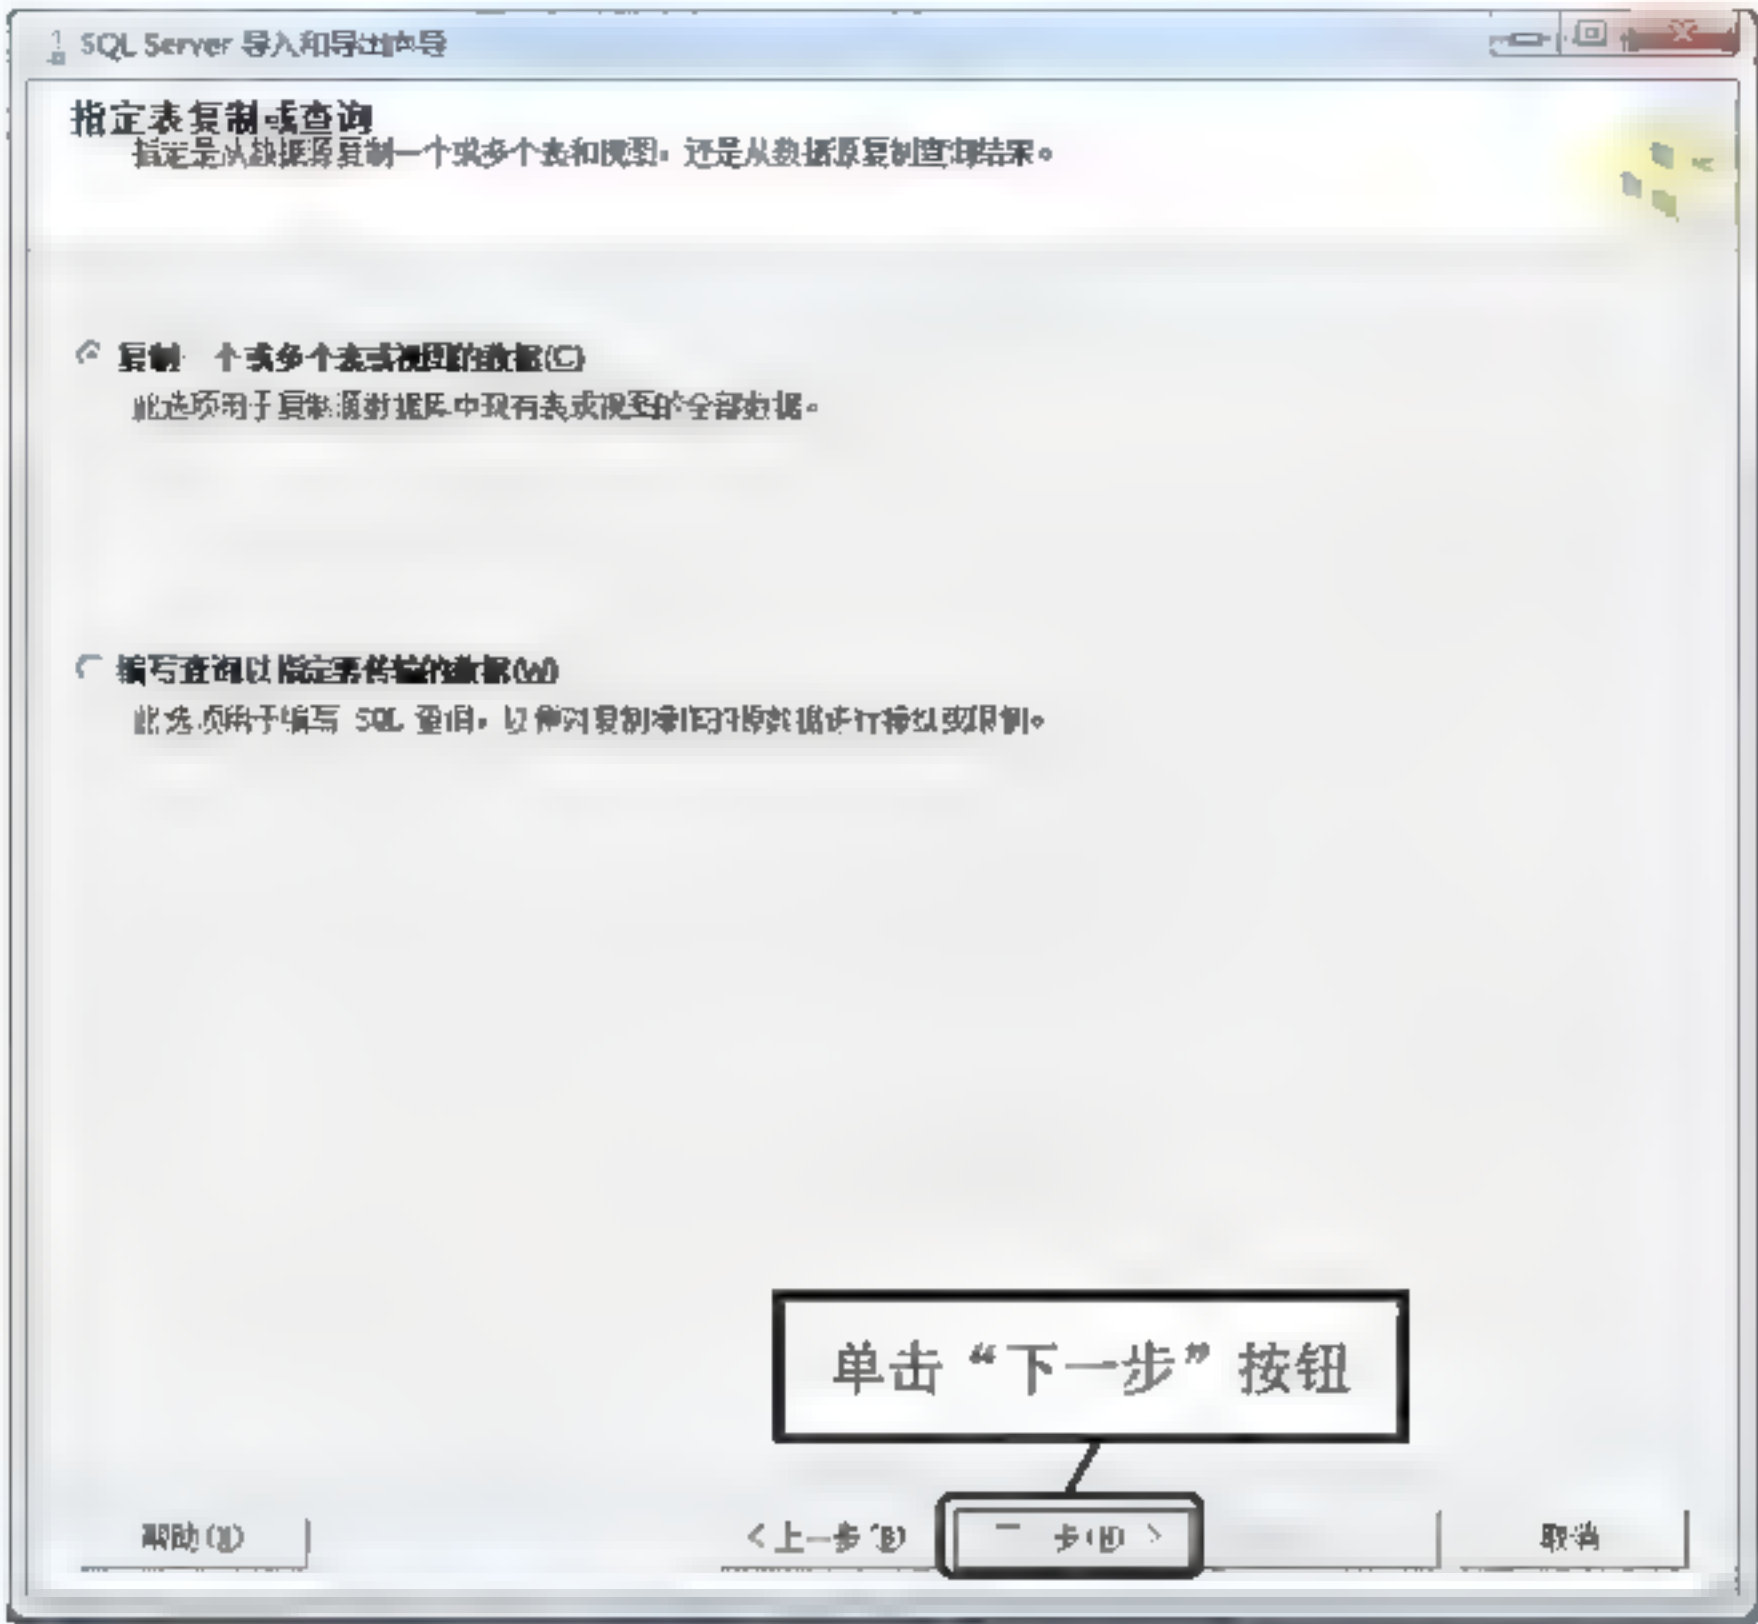 SQL Server 导入和导出向导
指定表复制或查询
指定是从数据源复制一个或多个表和视图，还是从数据源复制查询结果。
复制 个或多个表或视图的数据(C)
此选项用于复制源数据库中现有表或视图的全部数据。
编写查询以指定要传输的数据(W)
此选项用于编写 SQL 查询，以便对复制操作的源数据进行操纵或限制。
单击“下一步”按钮
帮助(H)
<上一步(B)
一 步(N) >
取消